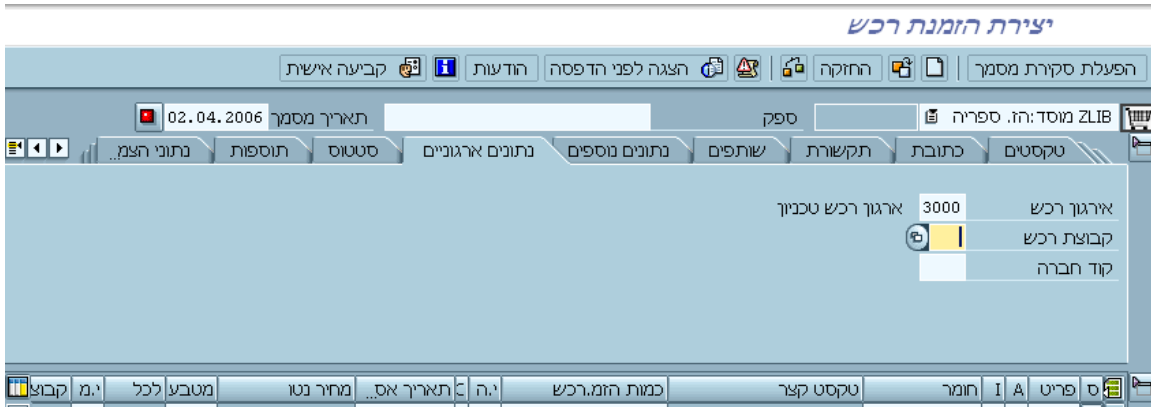 יצירת הזמנת רכש
הפעלת סקירת מסמך החזקה הצגה לפני הדפסה הודעות קביעה אישית
ZLIB מוסד:הז. ספריה ספק תאריך מסמך 02.04.2006
טקסטים כתובת תקשורת שותפים נתונים נוספים נתונים ארגוניים סטטוס תוספות נתוני הצמ...
אירגון רכש 3000 ארגון רכש טכניון
קבוצת רכש
קוד חברה
ס פריט A I חומר טקסט קצר כמות הזמ.רכש י.ה C תאריך אס... מחיר נטו מטבע לכל י.מ קבוצ